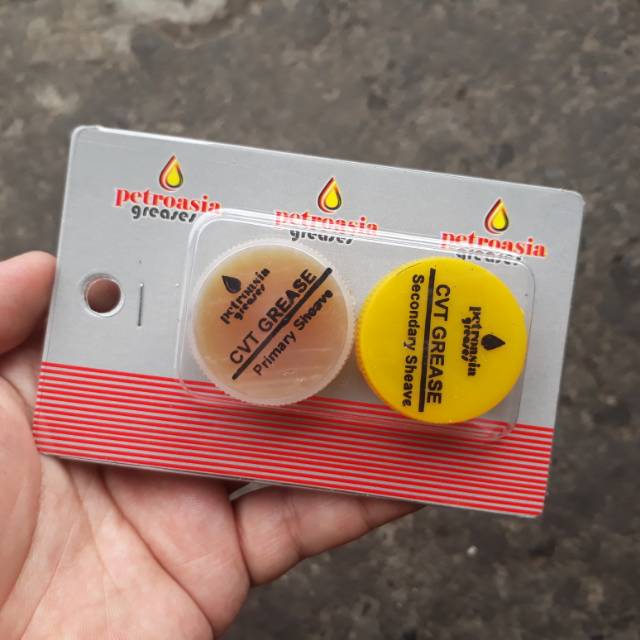 petroasia
greases
petroasia
greases
petroasia
greases
petroasia
greases
CVT GREASE
Primary Sheave
petroasia
greases
CVT GREASE
Secondary Sheave